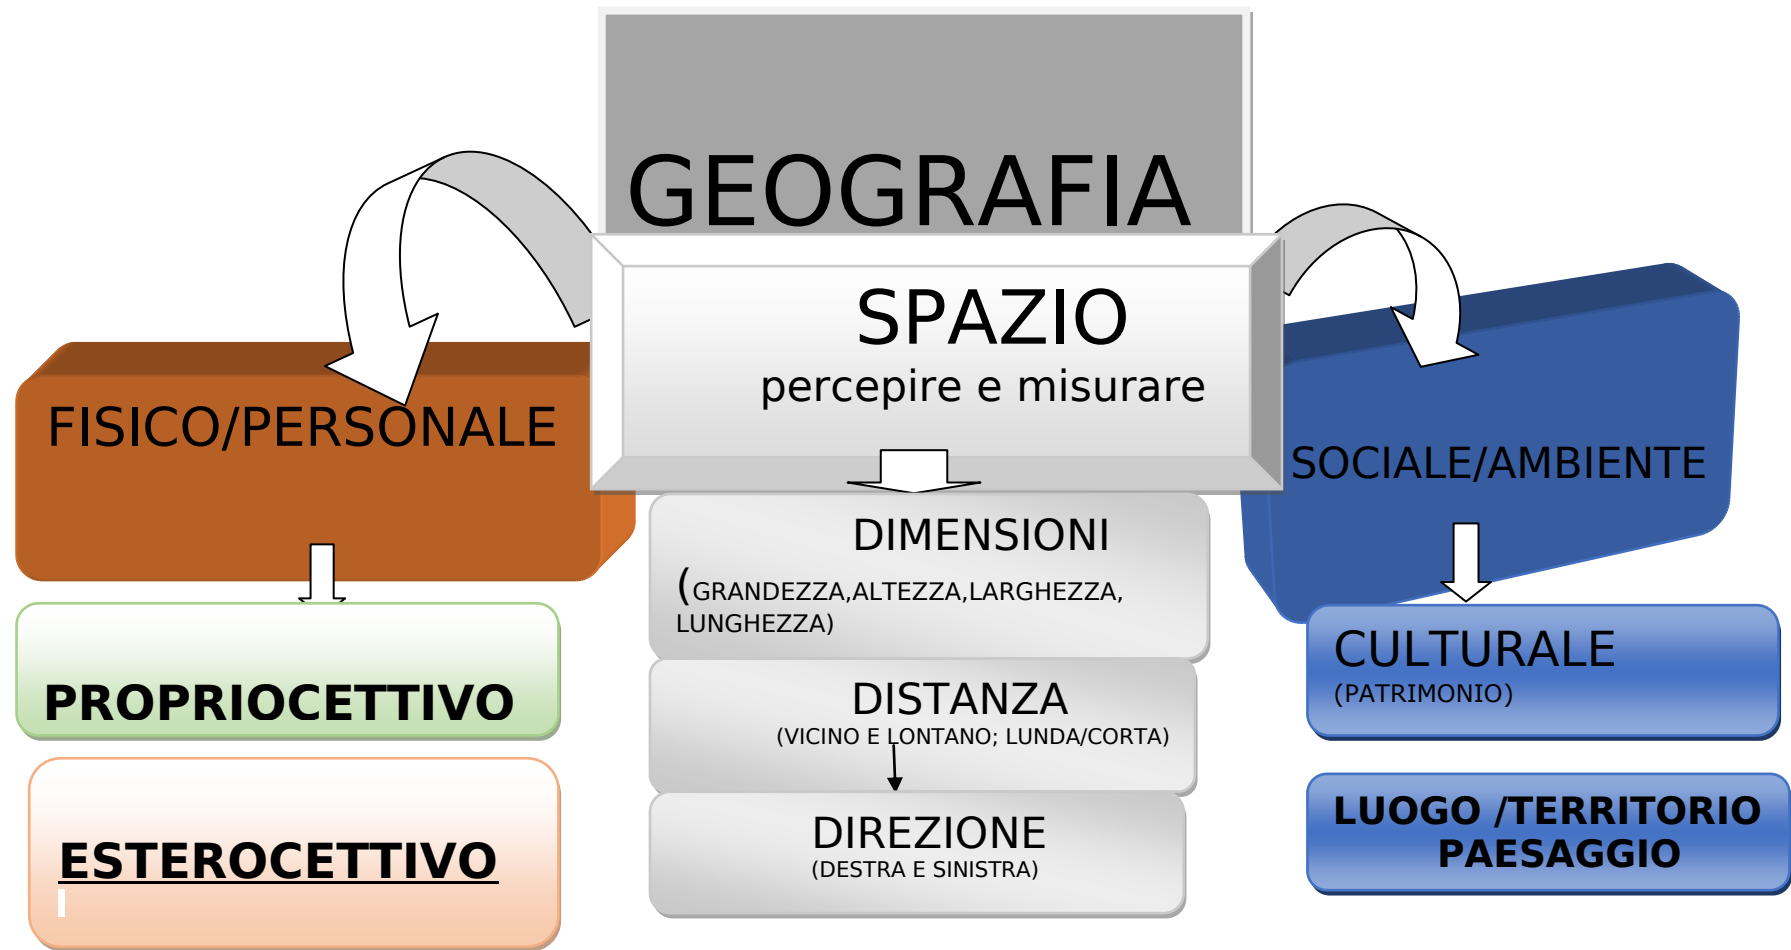 GEOGRAFIA
SPAZIO
percepire e misurare
FISICO/PERSONALE
PROPRIOCETTIVO
ESTEROCETTIVO
DIMENSIONI
(GRANDEZZA,ALTEZZA,LARGHEZZA,
LUNGHEZZA)
DISTANZA
(VICINO E LONTANO; LUNDA/CORTA)
DIREZIONE
(DESTRA E SINISTRA)
SOCIALE/AMBIENTE
CULTURALE
(PATRIMONIO)
LUOGO /TERRITORIO
PAESAGGIO